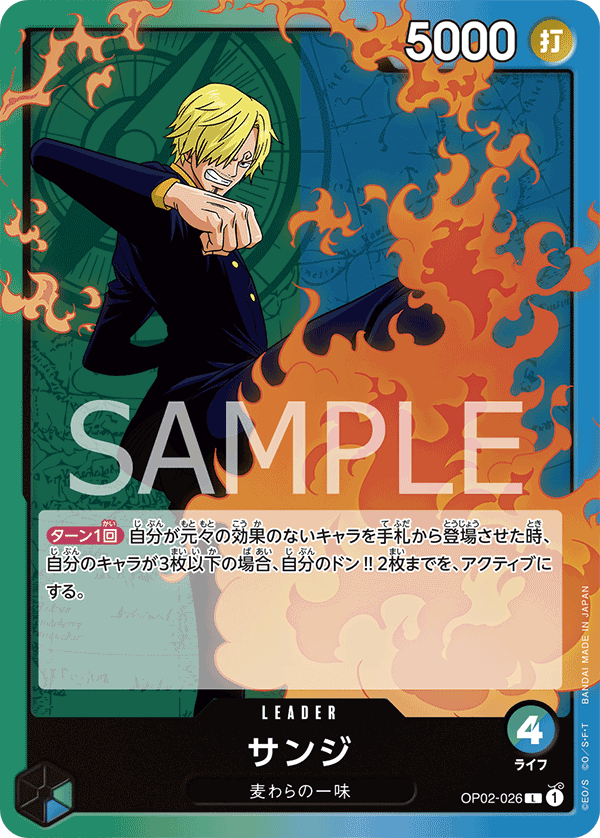 5000 打
SAMPLE
ターン1回 自分が元々の効果のないキャラを手札から登場させた時、
自分のキャラが3枚以下の場合、自分のドン!!2枚までを、アクティブに
する。
LEADER
サンジ
麦わらの一味
4
ライフ
OP02-026 L 1
©E/S ©O/S・F・T BANDAI MADE IN JAPAN